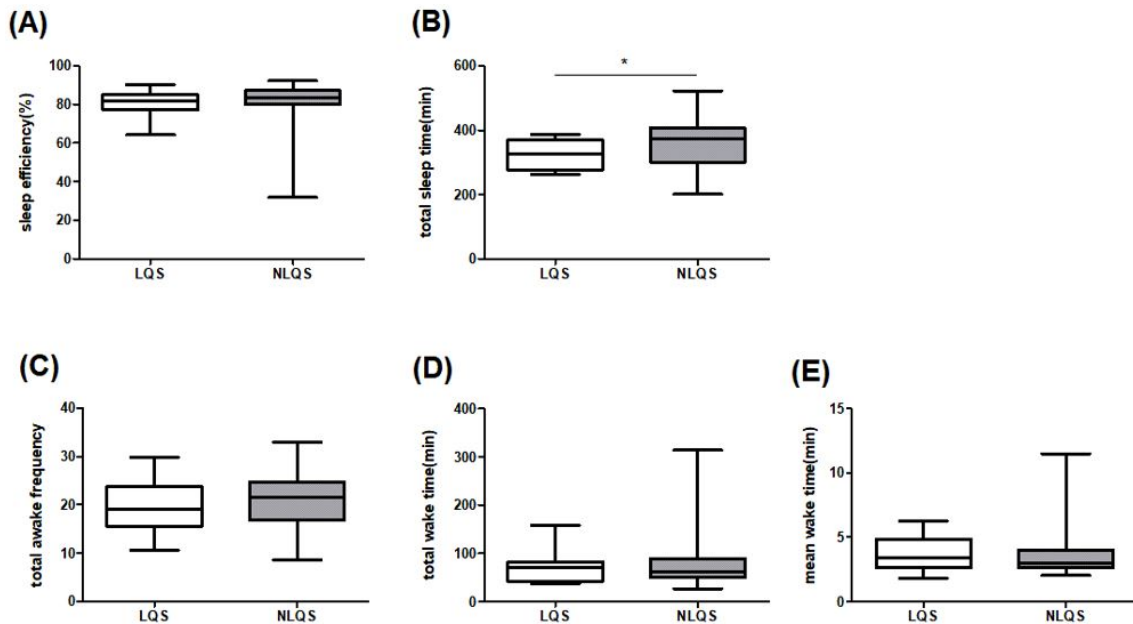 (A)
sleep efficiency(%)
100
80
60
40
20
0
LQS NLQS
(B)
total sleep time(min)
600
400
200
0
*
LQS NLQS
(C)
total awake frequency
40
30
20
10
0
LQS NLQS
(D)
total wake time(min)
400
300
200
100
0
LQS NLQS
(E)
mean wake time(min)
15
10
5
0
LQS NLQS